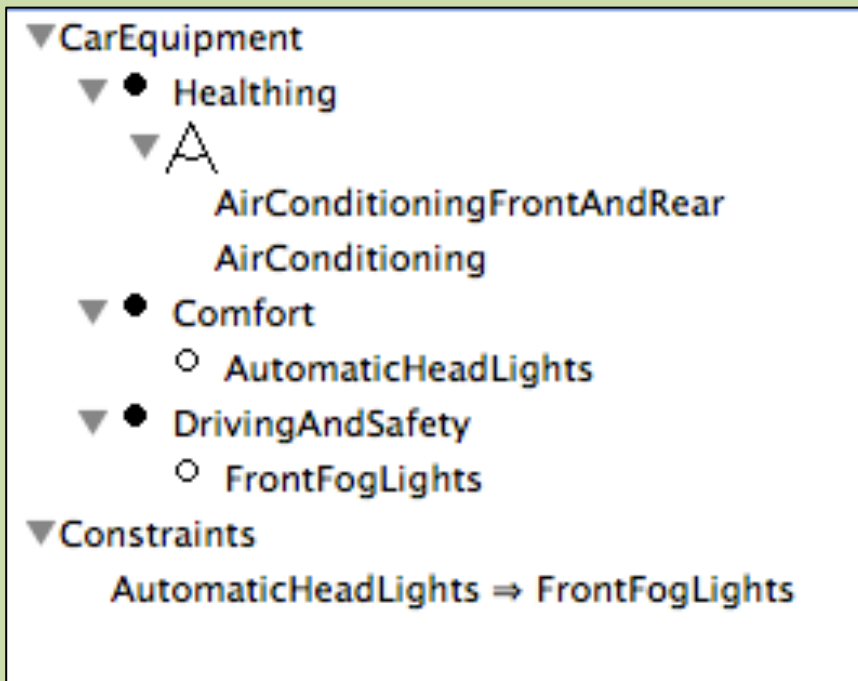 CarEquipment
Healthing
AirConditioningFrontAndRear
AirConditioning
Comfort
AutomaticHeadLights
DrivingAndSafety
FrontFogLights
Constraints
AutomaticHeadLights ⇒ FrontFogLights